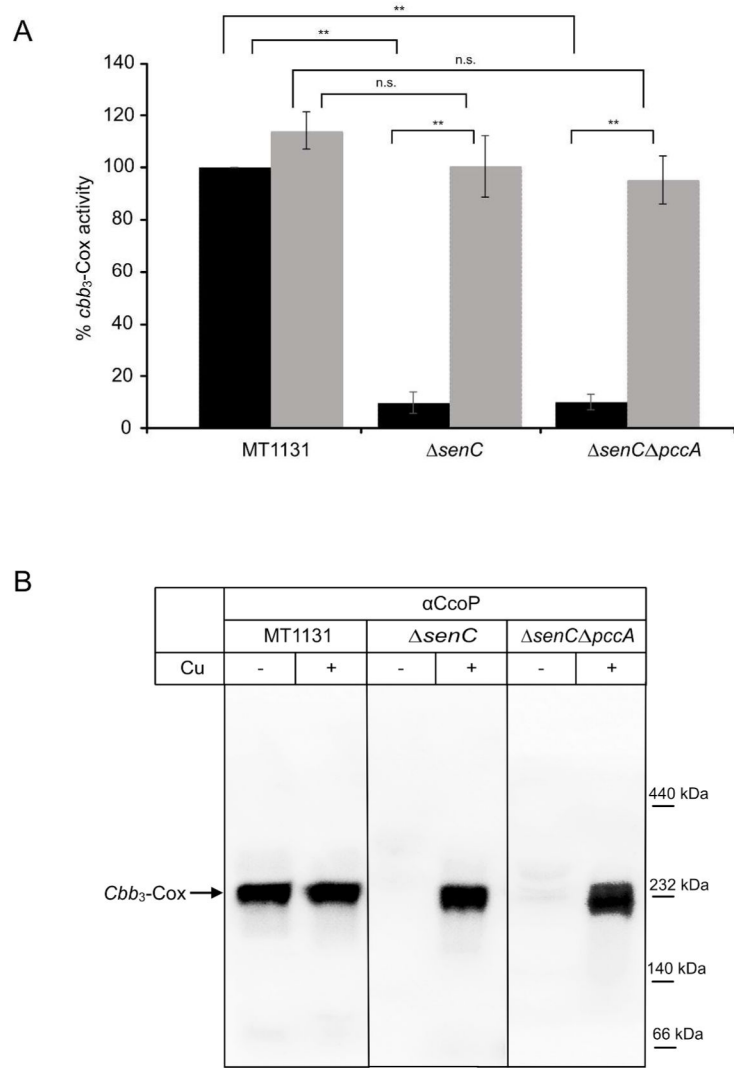 A
**
**
n.s.
n.s.
**
**
% cbb₃-Cox activity
140
120
100
80
60
40
20
0
MT1131
ΔsenC
ΔsenCΔpccA
B
αCcoP
MT1131 ΔsenC ΔsenCΔpccA
Cu - + - + - +
440 kDa
Cbb₃-Cox
232 kDa
140 kDa
66 kDa